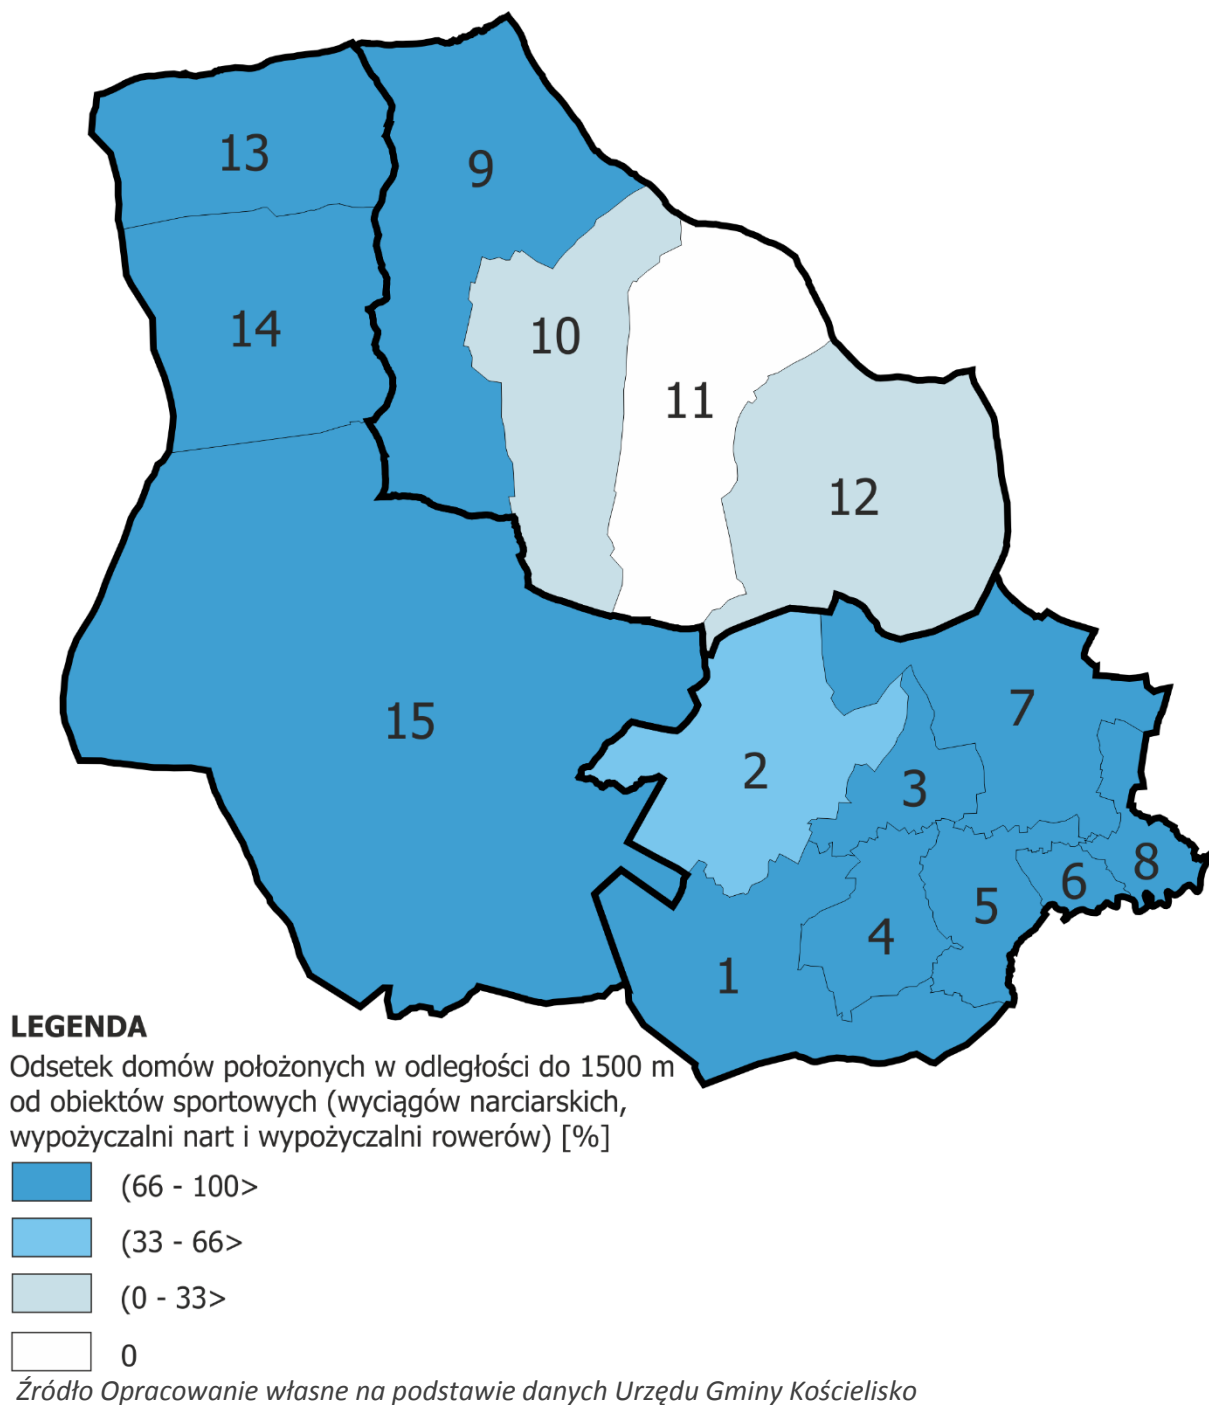 13
9
14
10
11
12
15
7
2
3
8
6
5
4
1
LEGENDA
Odsetek domów położonych w odległości do 1500 m
od obiektów sportowych (wyciągów narciarskich,
wypożyczalni nart i wypożyczalni rowerów) [%]
(66 - 100>
(33 - 66>
(0 - 33>
0
Źródło Opracowanie własne na podstawie danych Urzędu Gminy Kościelisko